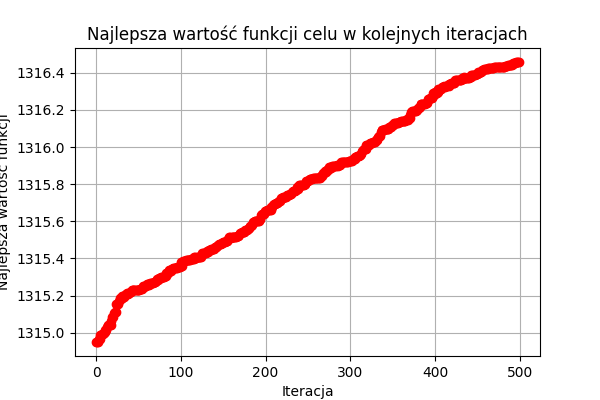 Najlepsza wartość funkcji celu w kolejnych iteracjach
Najlepsza wartość funkcji
1316.4
1316.2
1316.0
1315.8
1315.6
1315.4
1315.2
1315.0
0 100 200 300 400 500
Iteracja